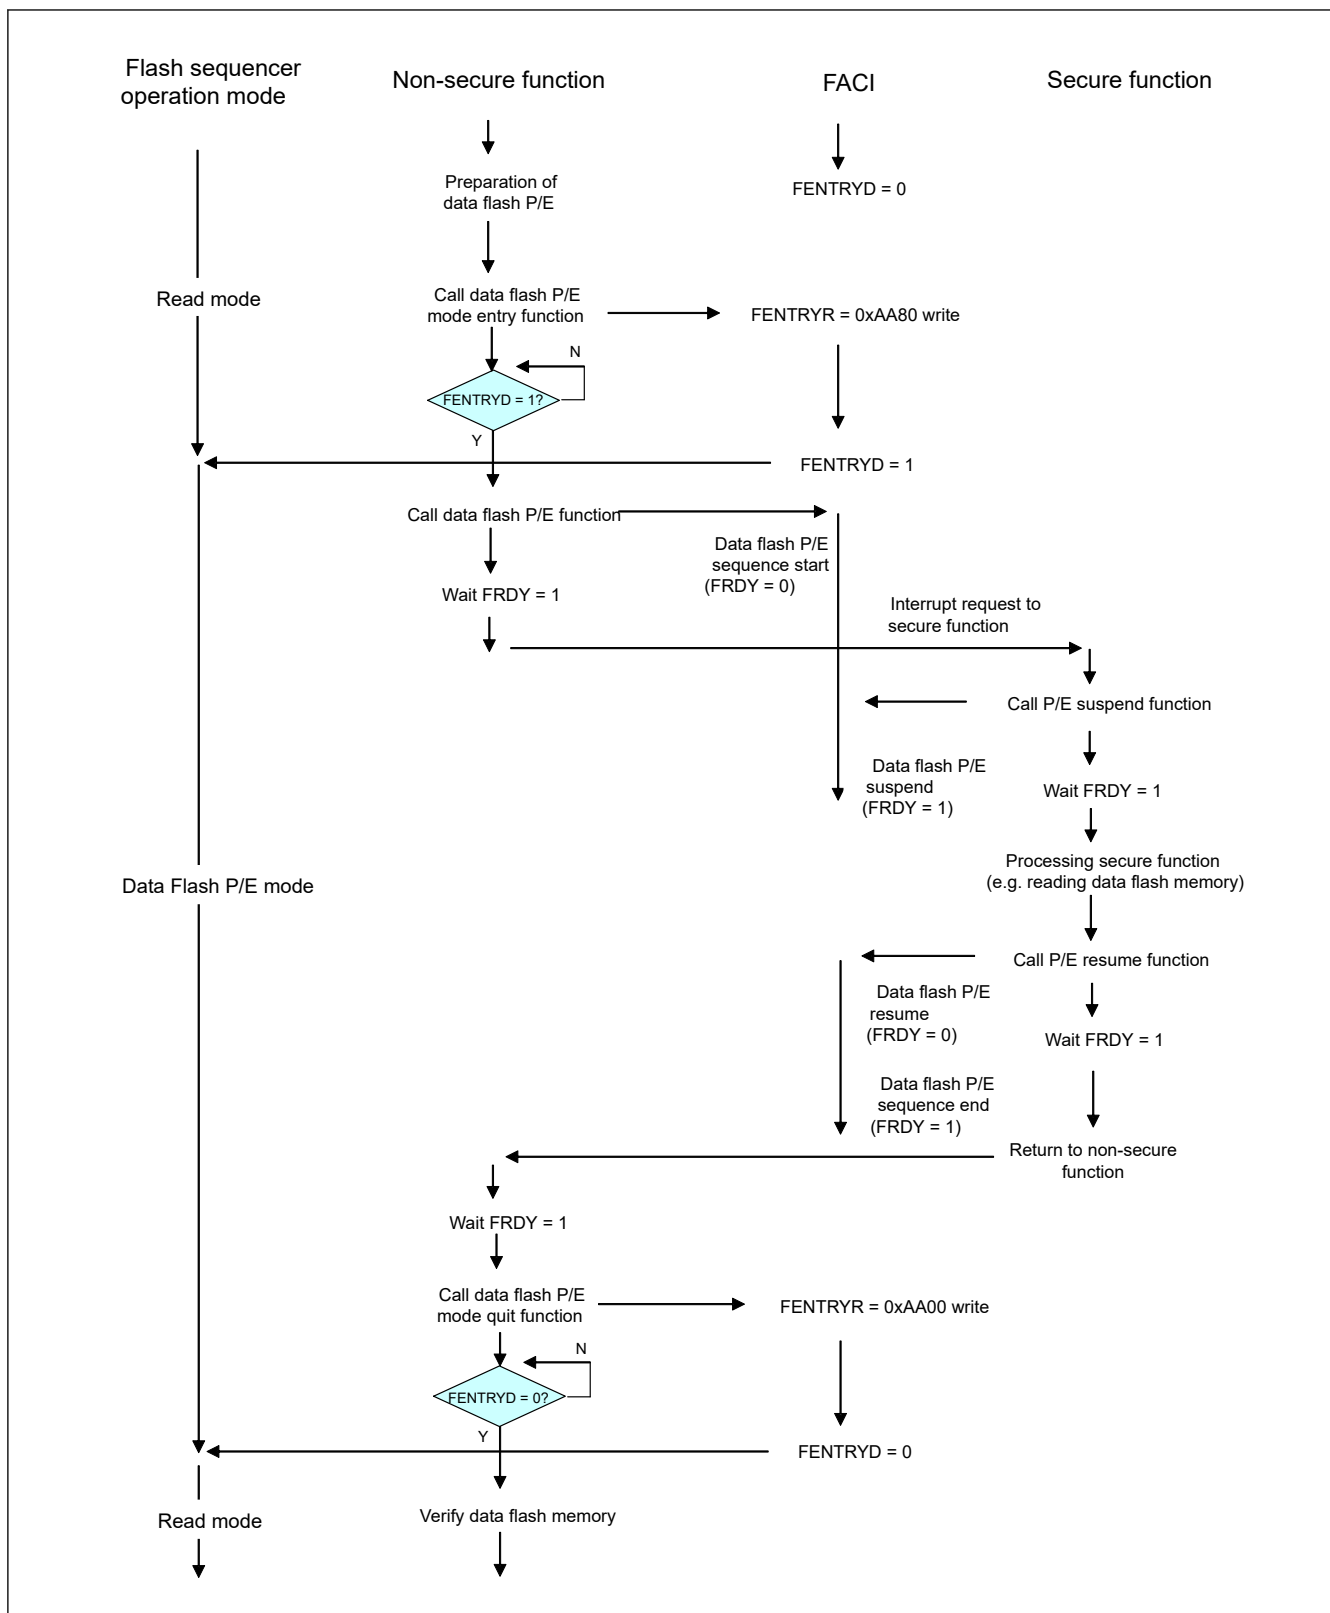 Flash sequencer
operation mode
Non-secure function
FACI
Secure function
Preparation of
data flash P/E
FENTRYD = 0
Read mode
Call data flash P/E
mode entry function
FENTRYR = 0xAA80 write
N
FENTRYD = 1?
Y
FENTRYD = 1
Call data flash P/E function
Data flash P/E
sequence start
(FRDY = 0)
Wait FRDY = 1
Interrupt request to
secure function
Call P/E suspend function
Data flash P/E
suspend
(FRDY = 1)
Wait FRDY = 1
Processing secure function
(e.g. reading data flash memory)
Data Flash P/E mode
Call P/E resume function
Data flash P/E
resume
(FRDY = 0)
Wait FRDY = 1
Data flash P/E
sequence end
(FRDY = 1)
Return to non-secure
function
Wait FRDY = 1
Call data flash P/E
mode quit function
FENTRYR = 0xAA00 write
N
FENTRYD = 0?
Y
FENTRYD = 0
Read mode
Verify data flash memory